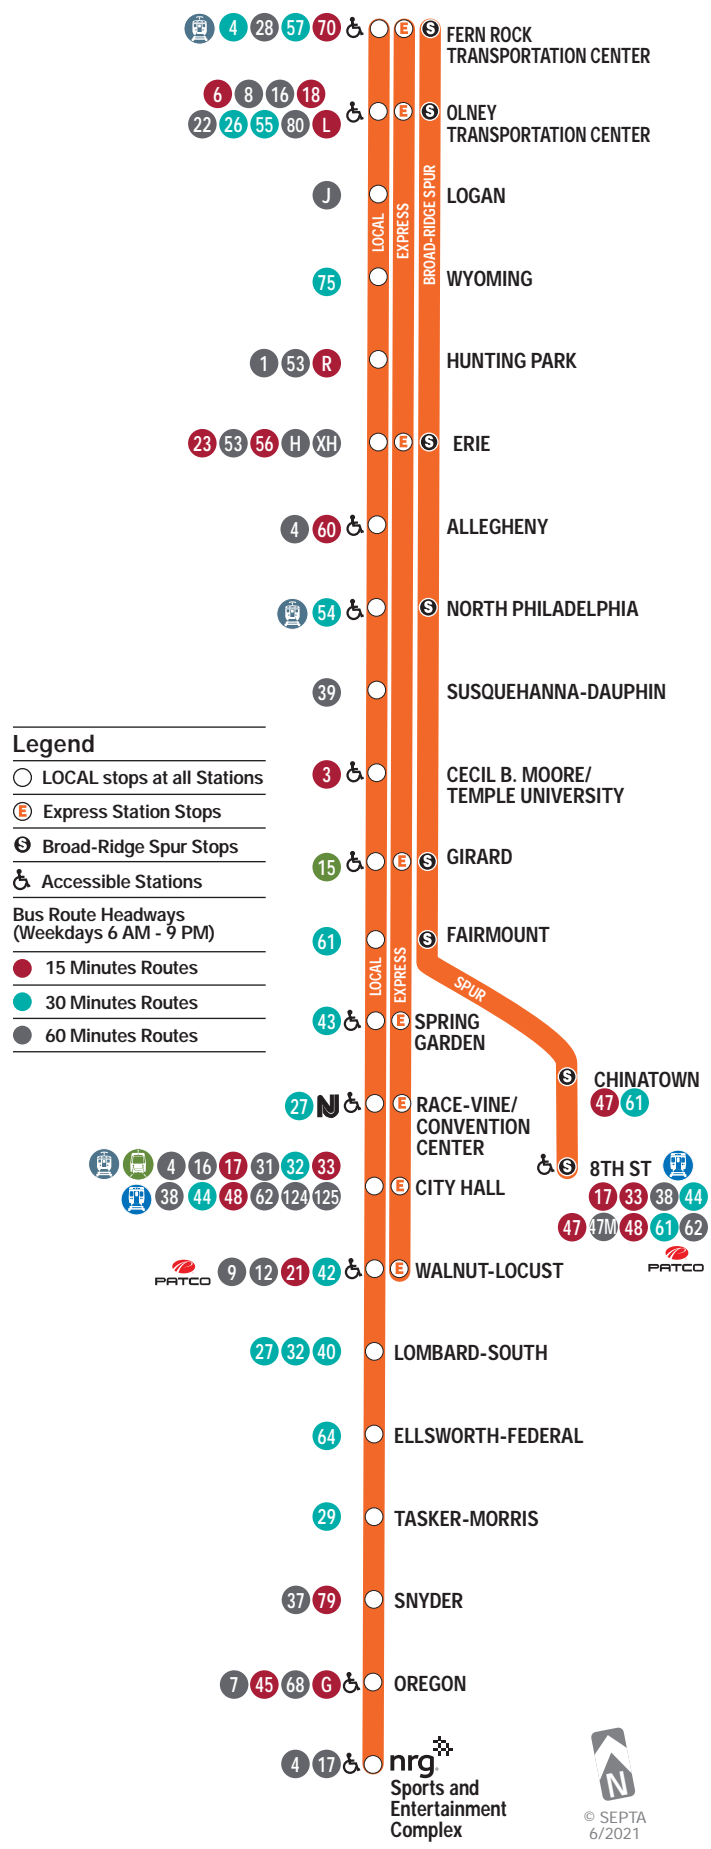 4 28 57 70 E S FERN ROCK
TRANSPORTATION CENTER
6 8 16 18
22 26 55 80 L E S OLNEY
TRANSPORTATION CENTER
J LOGAN
LOCAL
EXPRESS
BROAD-RIDGE SPUR
75 WYOMING
1 53 R HUNTING PARK
23 53 56 H XH E S ERIE
4 60 ALLEGHENY
54 S NORTH PHILADELPHIA
39 SUSQUEHANNA-DAUPHIN
3 CECIL B. MOORE/
TEMPLE UNIVERSITY
15 E S GIRARD
61 S FAIRMOUNT
LOCAL
EXPRESS
SPUR
43 E SPRING
GARDEN
S CHINATOWN
47 61
27 NJ E RACE-VINE/
CONVENTION
CENTER
S 8TH ST
17 33 38 44
47 47M 48 61 62
PATCO
4 16 17 31 32 33
38 44 48 62 124 125 E CITY HALL
PATCO 9 12 21 42 E WALNUT-LOCUST
27 32 40 LOMBARD-SOUTH
64 ELLSWORTH-FEDERAL
29 TASKER-MORRIS
37 79 SNYDER
7 45 68 G OREGON
4 17 nrg
Sports and
Entertainment
Complex
Legend
LOCAL stops at all Stations
E Express Station Stops
S Broad-Ridge Spur Stops
Accessible Stations
Bus Route Headways
(Weekdays 6 AM - 9 PM)
15 Minutes Routes
30 Minutes Routes
60 Minutes Routes
N
© SEPTA
6/2021